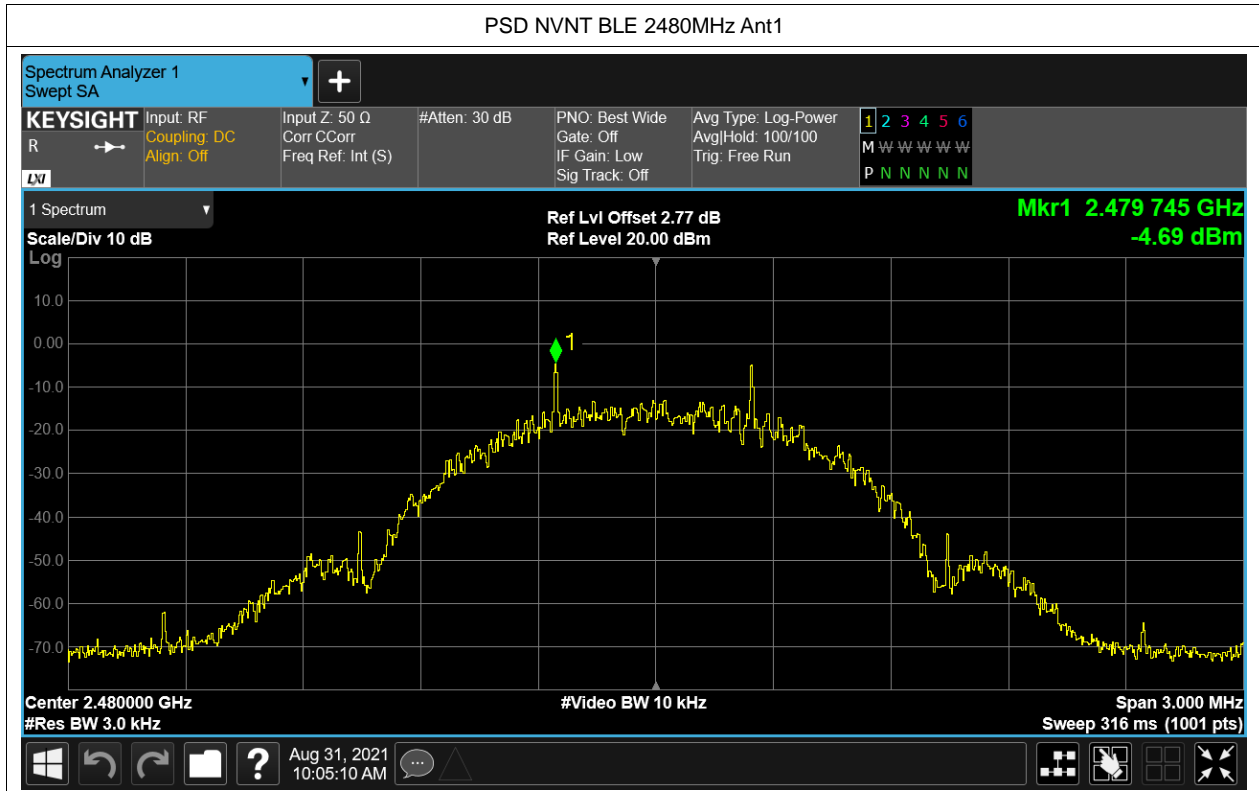 PSD NVNT BLE 2480MHz Ant1
Spectrum Analyzer 1
Swept SA
KEYSIGHT
R
LXI
Input: RF
Coupling: DC
Align: Off
Input Z: 50 Ω
Corr CCorr
Freq Ref: Int (S)
#Atten: 30 dB
PNO: Best Wide
Gate: Off
IF Gain: Low
Sig Track: Off
Avg Type: Log-Power
Avg|Hold: 100/100
Trig: Free Run
1 2 3 4 5 6
M W W W W W
P N N N N N
1 Spectrum
Scale/Div 10 dB
Log
Ref Lvl Offset 2.77 dB
Ref Level 20.00 dBm
Mkr1 2.479 745 GHz
-4.69 dBm
10.0
0.00
-10.0
-20.0
-30.0
-40.0
-50.0
-60.0
-70.0
1
Center 2.480000 GHz
#Res BW 3.0 kHz
#Video BW 10 kHz
Span 3.000 MHz
Sweep 316 ms (1001 pts)
?
Aug 31, 2021
10:05:10 AM